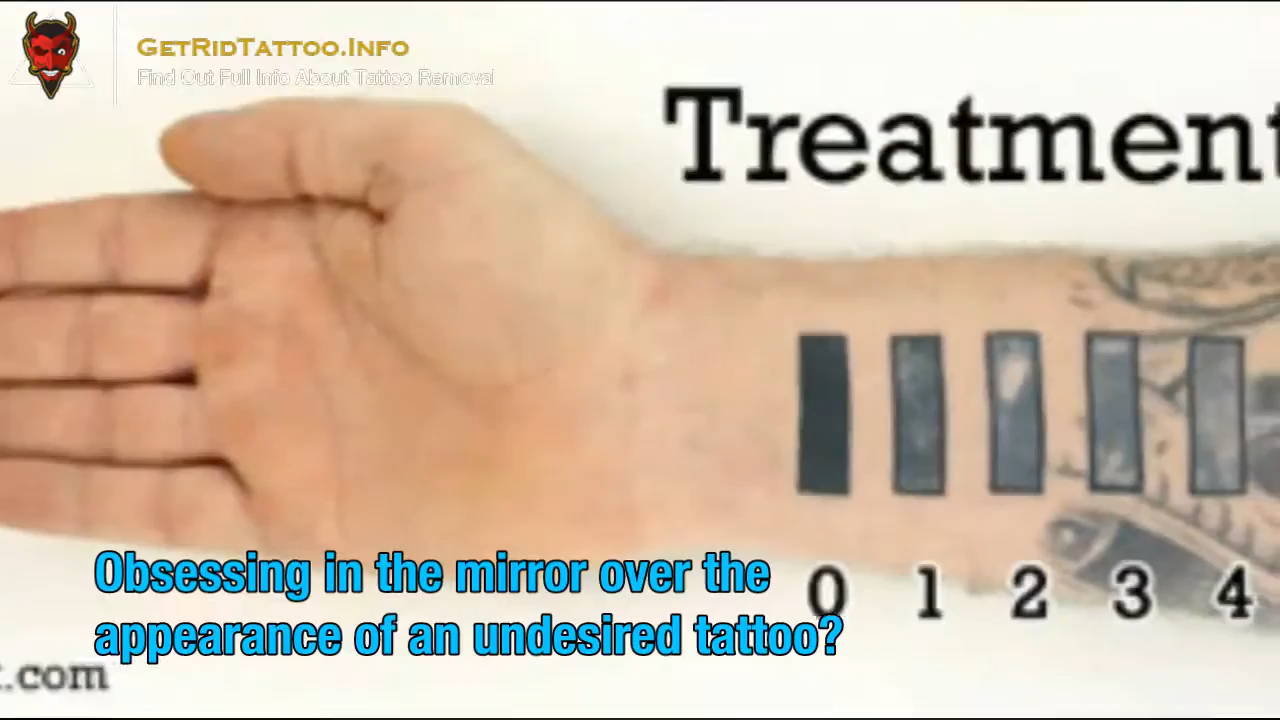 GetRidTattoo.Info
Find Out Full Info About Tattoo Removal
Treatment
0 1 2 3 4
Obsessing in the mirror over the
appearance of an undesired tattoo?
.com